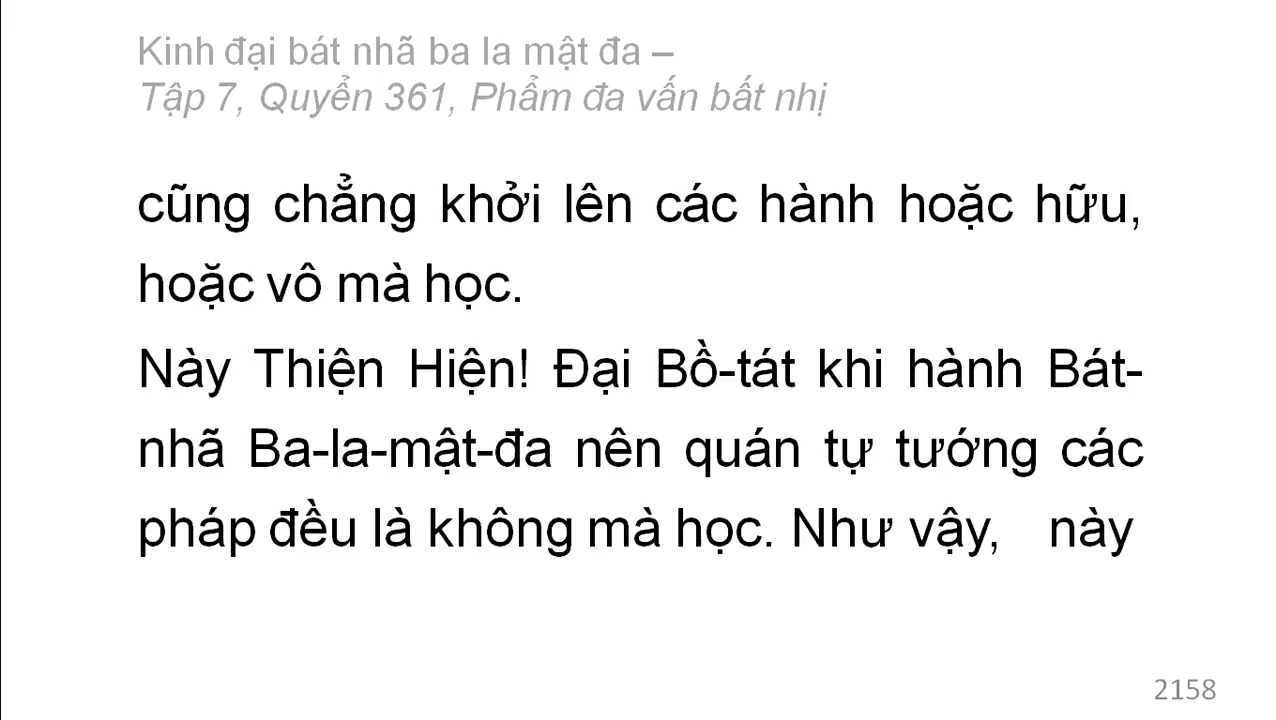 Kinh đại bát nhã ba la mật đa –
Tập 7, Quyển 361, Phẩm đa vấn bất nhị
cũng chẳng khởi lên các hành hoặc hữu,
hoặc vô mà học.
Này Thiện Hiện! Đại Bồ-tát khi hành Bát-
nhã Ba-la-mật-đa nên quán tự tướng các
pháp đều là không mà học. Như vậy, này
2158